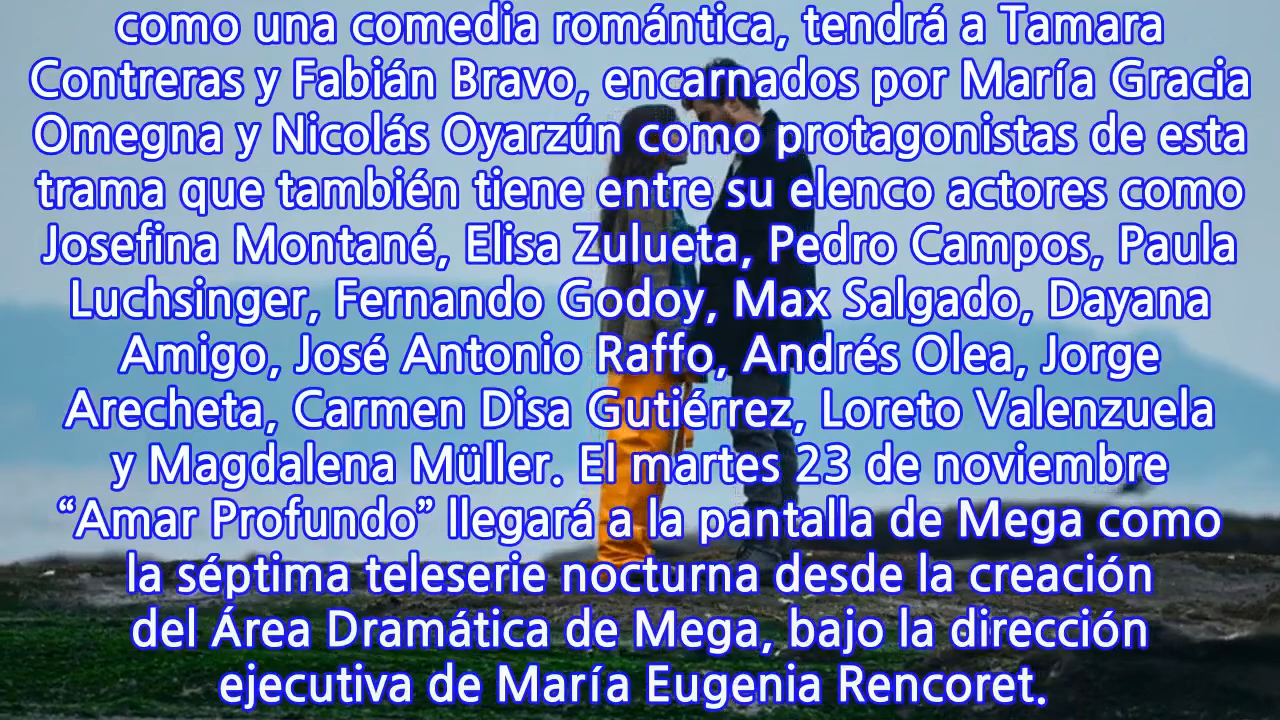 como una comedia romántica, tendrá a Tamara
Contreras y Fabián Bravo, encarnados por María Gracia
Omegna y Nicolás Oyarzún como protagonistas de esta
trama que también tiene entre su elenco actores como
Josefina Montané, Elisa Zulueta, Pedro Campos, Paula
Luchsinger, Fernando Godoy, Max Salgado, Dayana
Amigo, José Antonio Raffo, Andrés Olea, Jorge
Arecheta, Carmen Disa Gutiérrez, Loreto Valenzuela
y Magdalena Müller. El martes 23 de noviembre
“Amar Profundo” llegará a la pantalla de Mega como
la séptima teleserie nocturna desde la creación
del Área Dramática de Mega, bajo la dirección
ejecutiva de María Eugenia Rencoret.